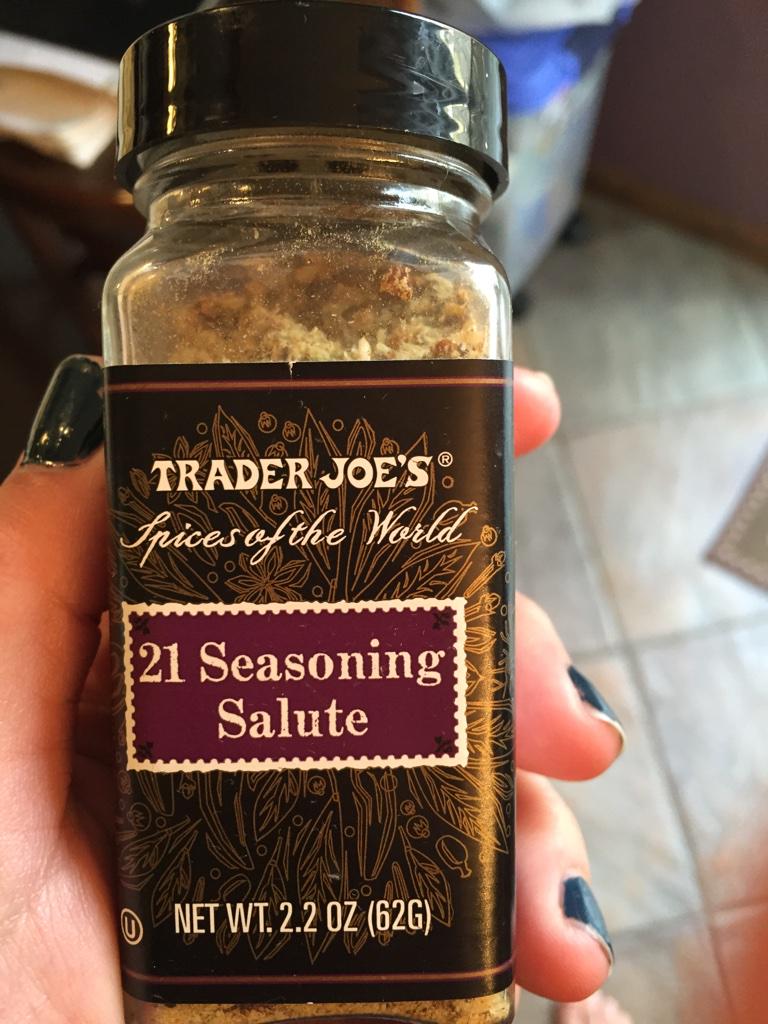 TRADER JOE'S®
Spices of the World
21 Seasoning
Salute
U
NET WT. 2.2 OZ (62G)